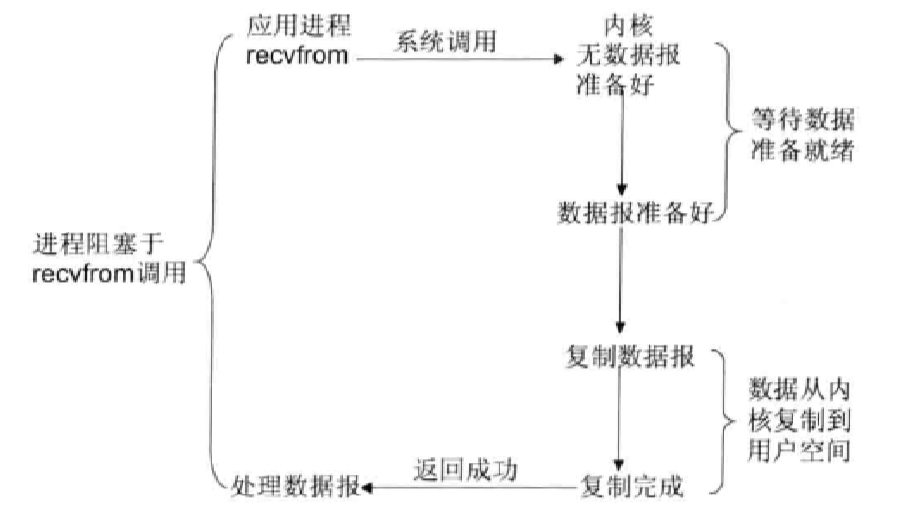 应用进程
recvfrom
系统调用
内核
无数据报
准备好
等待数据
准备就绪
数据报准备好
进程阻塞于
recvfrom调用
复制数据报
数据从内
核复制到
用户空间
处理数据报
返回成功
复制完成